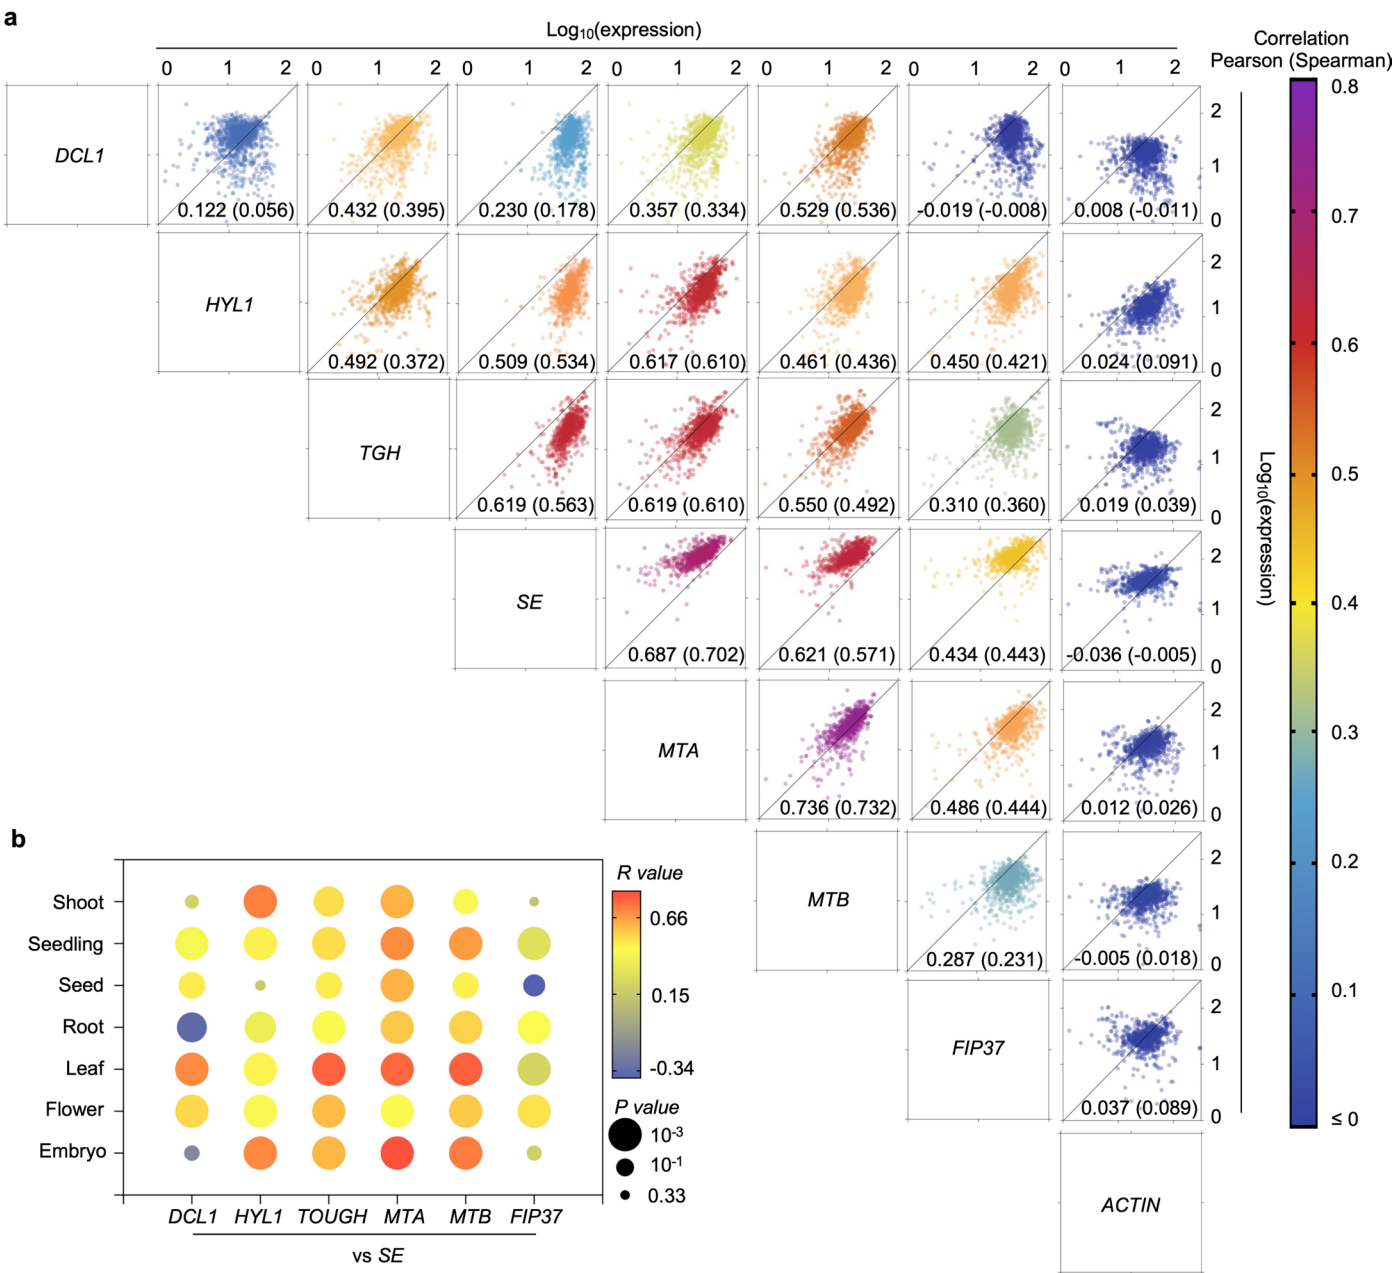 a
Log10(expression)
Correlation
Pearson (Spearman)
0 1 2 0 1 2 0 1 2 0 1 2 0 1 2 0 1 2 0 1 2
DCL1
0.122 (0.056) 0.432 (0.395) 0.230 (0.178) 0.357 (0.334) 0.529 (0.536) -0.019 (-0.008) 0.008 (-0.011)
2
1
0
HYL1
0.492 (0.372) 0.509 (0.534) 0.617 (0.610) 0.461 (0.436) 0.450 (0.421) 0.024 (0.091)
2
1
0
TGH
0.619 (0.563) 0.619 (0.610) 0.550 (0.492) 0.310 (0.360) 0.019 (0.039)
2
1
0
SE
0.687 (0.702) 0.621 (0.571) 0.434 (0.443) -0.036 (-0.005)
2
1
0
MTA
0.736 (0.732) 0.486 (0.444) 0.012 (0.026)
2
1
0
MTB
0.287 (0.231) -0.005 (0.018)
2
1
0
FIP37
0.037 (0.089)
2
1
0
ACTIN
Log10(expression)
0.8
0.7
0.6
0.5
0.4
0.3
0.2
0.1
≤ 0
b
Shoot
Seedling
Seed
Root
Leaf
Flower
Embryo
DCL1 HYL1 TOUGH MTA MTB FIP37
vs SE
R value
0.66
0.15
-0.34
P value
10-3
10-1
0.33